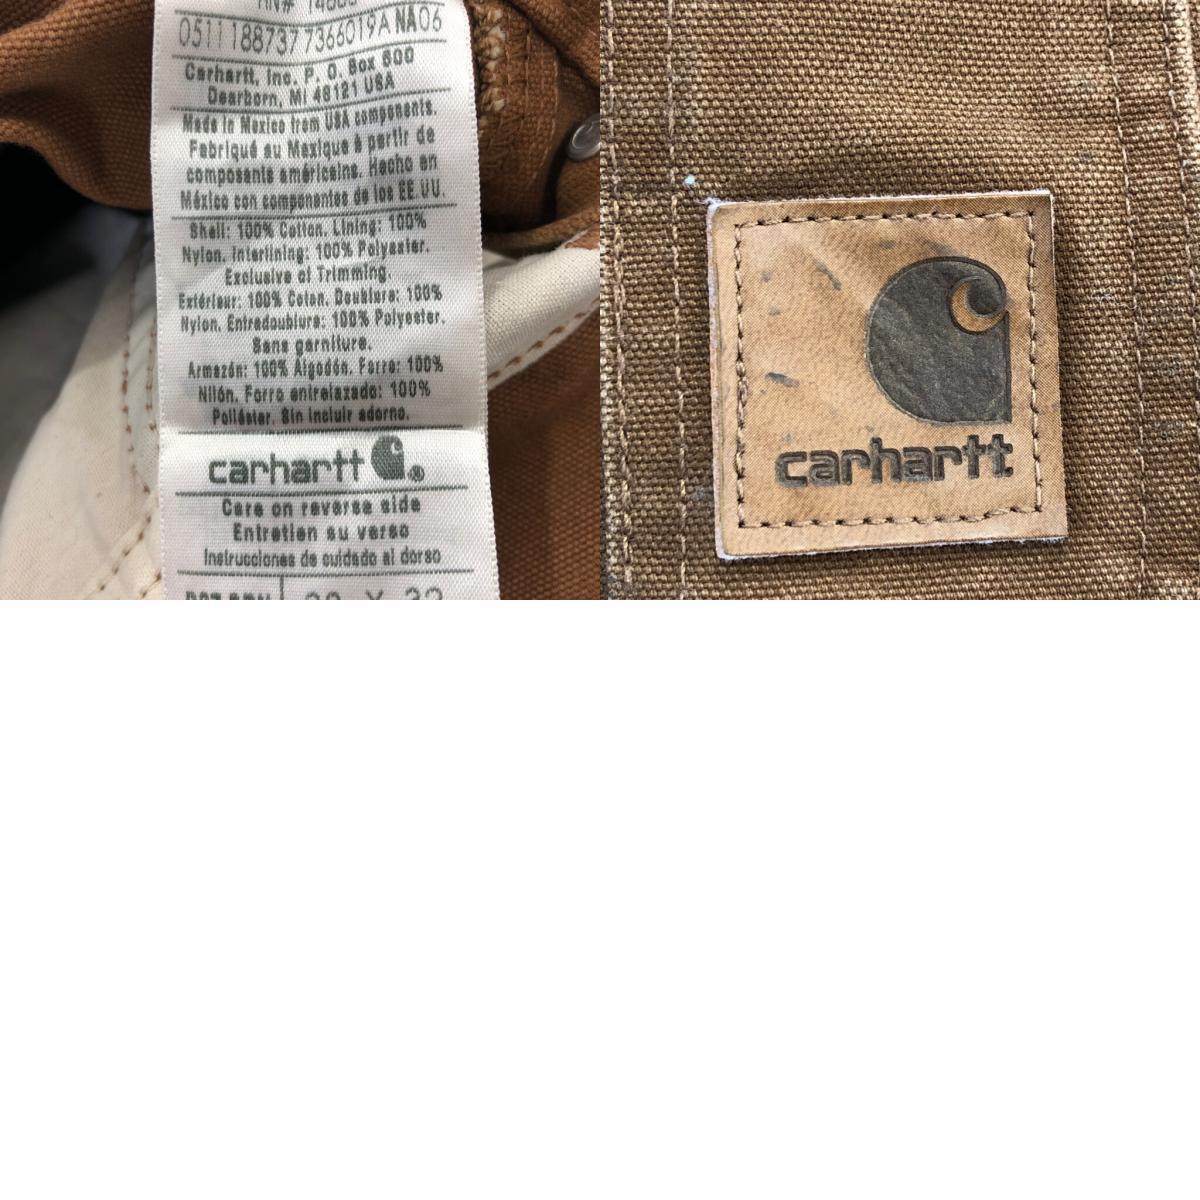 0511188737 7366019A NA06
Carhartt, Inc. P. O. Box 600
Dearborn, MI 48121 USA
Made in Mexico from USA components.
Fabriqué au Mexique à partir de
composants américains. Hecho en
México con componentes de los EE.UU.
Shell: 100% Cotton. Lining: 100%
Nylon. Interlining: 100% Polyester.
Exclusive of Trimming.
Extérieur: 100% Coton. Doublure: 100%
Nylon. Entredoublure: 100% Polyester.
Sans garniture.
Armazón: 100% Algodón. Forro: 100%
Nilón. Forro entrelazado: 100%
Poliéster. Sin incluir adorno.
carhartt ®
Care on reverse side
Entretien au verso
Instrucciones de cuidado al dorso
X 32
carhartt